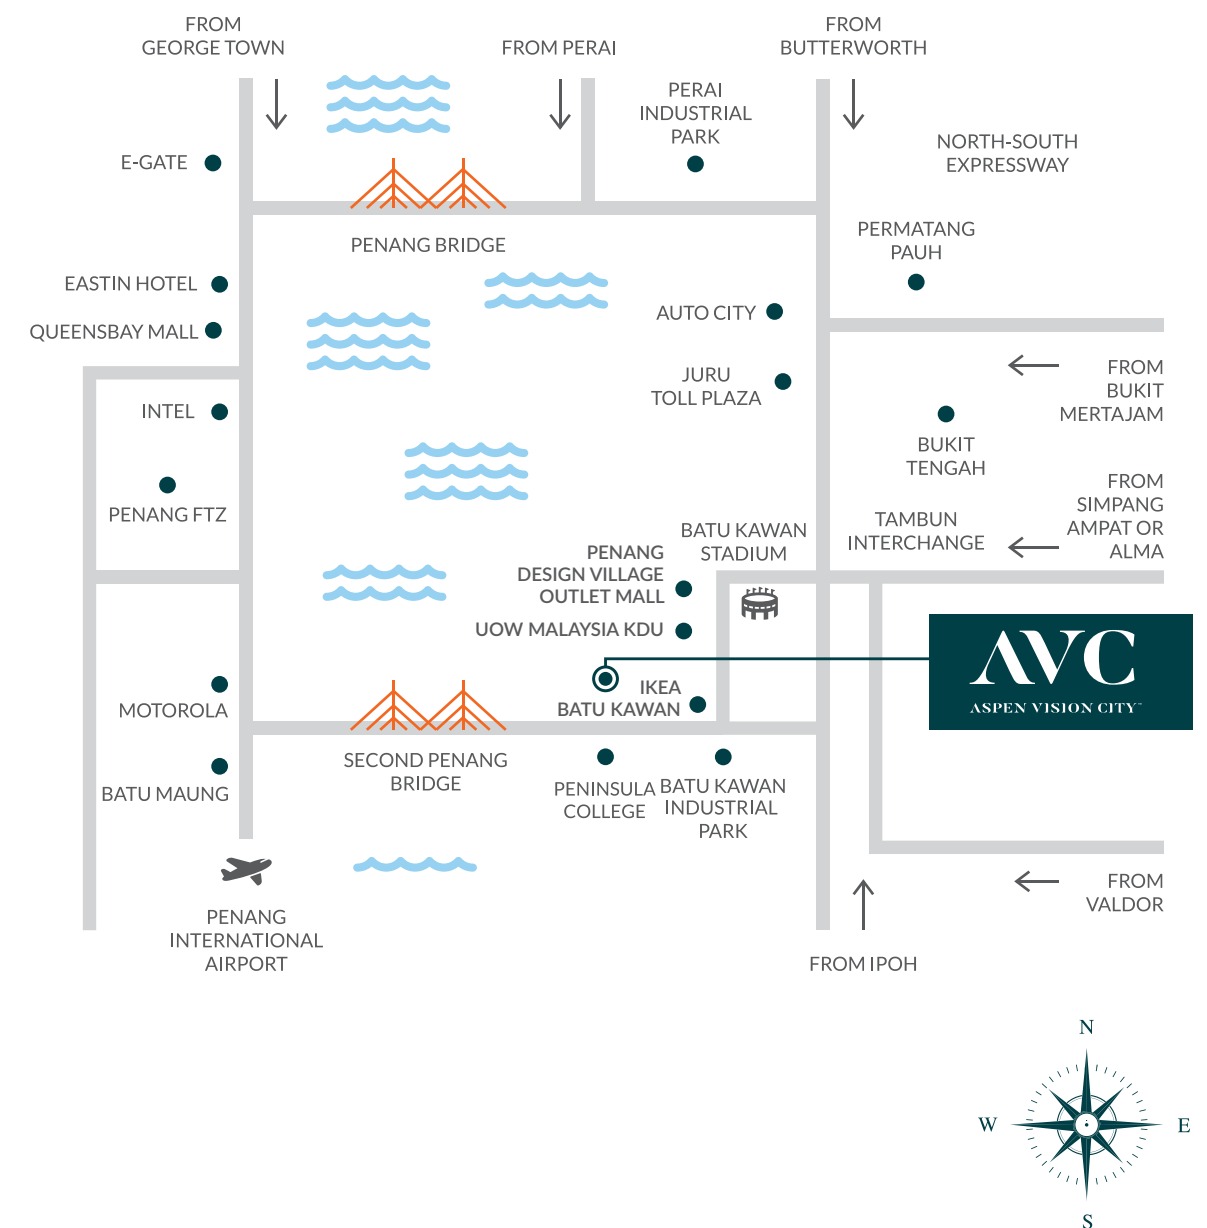 FROM
GEORGE TOWN
FROM PERAI
FROM
BUTTERWORTH
PERAI
INDUSTRIAL
PARK
NORTH-SOUTH
EXPRESSWAY
E-GATE
PENANG BRIDGE
PERMATANG
PAUH
EASTIN HOTEL
QUEENSBAY MALL
AUTO CITY
JURU
TOLL PLAZA
FROM
BUKIT
MERTAJAM
INTEL
BUKIT
TENGAH
PENANG FTZ
FROM
SIMPANG
AMPAT OR
ALMA
TAMBUN
INTERCHANGE
BATU KAWAN
STADIUM
PENANG
DESIGN VILLAGE
OUTLET MALL
UOW MALAYSIA KDU
AVC
ASPEN VISION CITY™
IKEA
BATU KAWAN
MOTOROLA
SECOND PENANG
BRIDGE
BATU MAUNG
PENINSULA
COLLEGE
BATU KAWAN
INDUSTRIAL
PARK
FROM
VALDOR
PENANG
INTERNATIONAL
AIRPORT
FROM IPOH
N
W
E
S